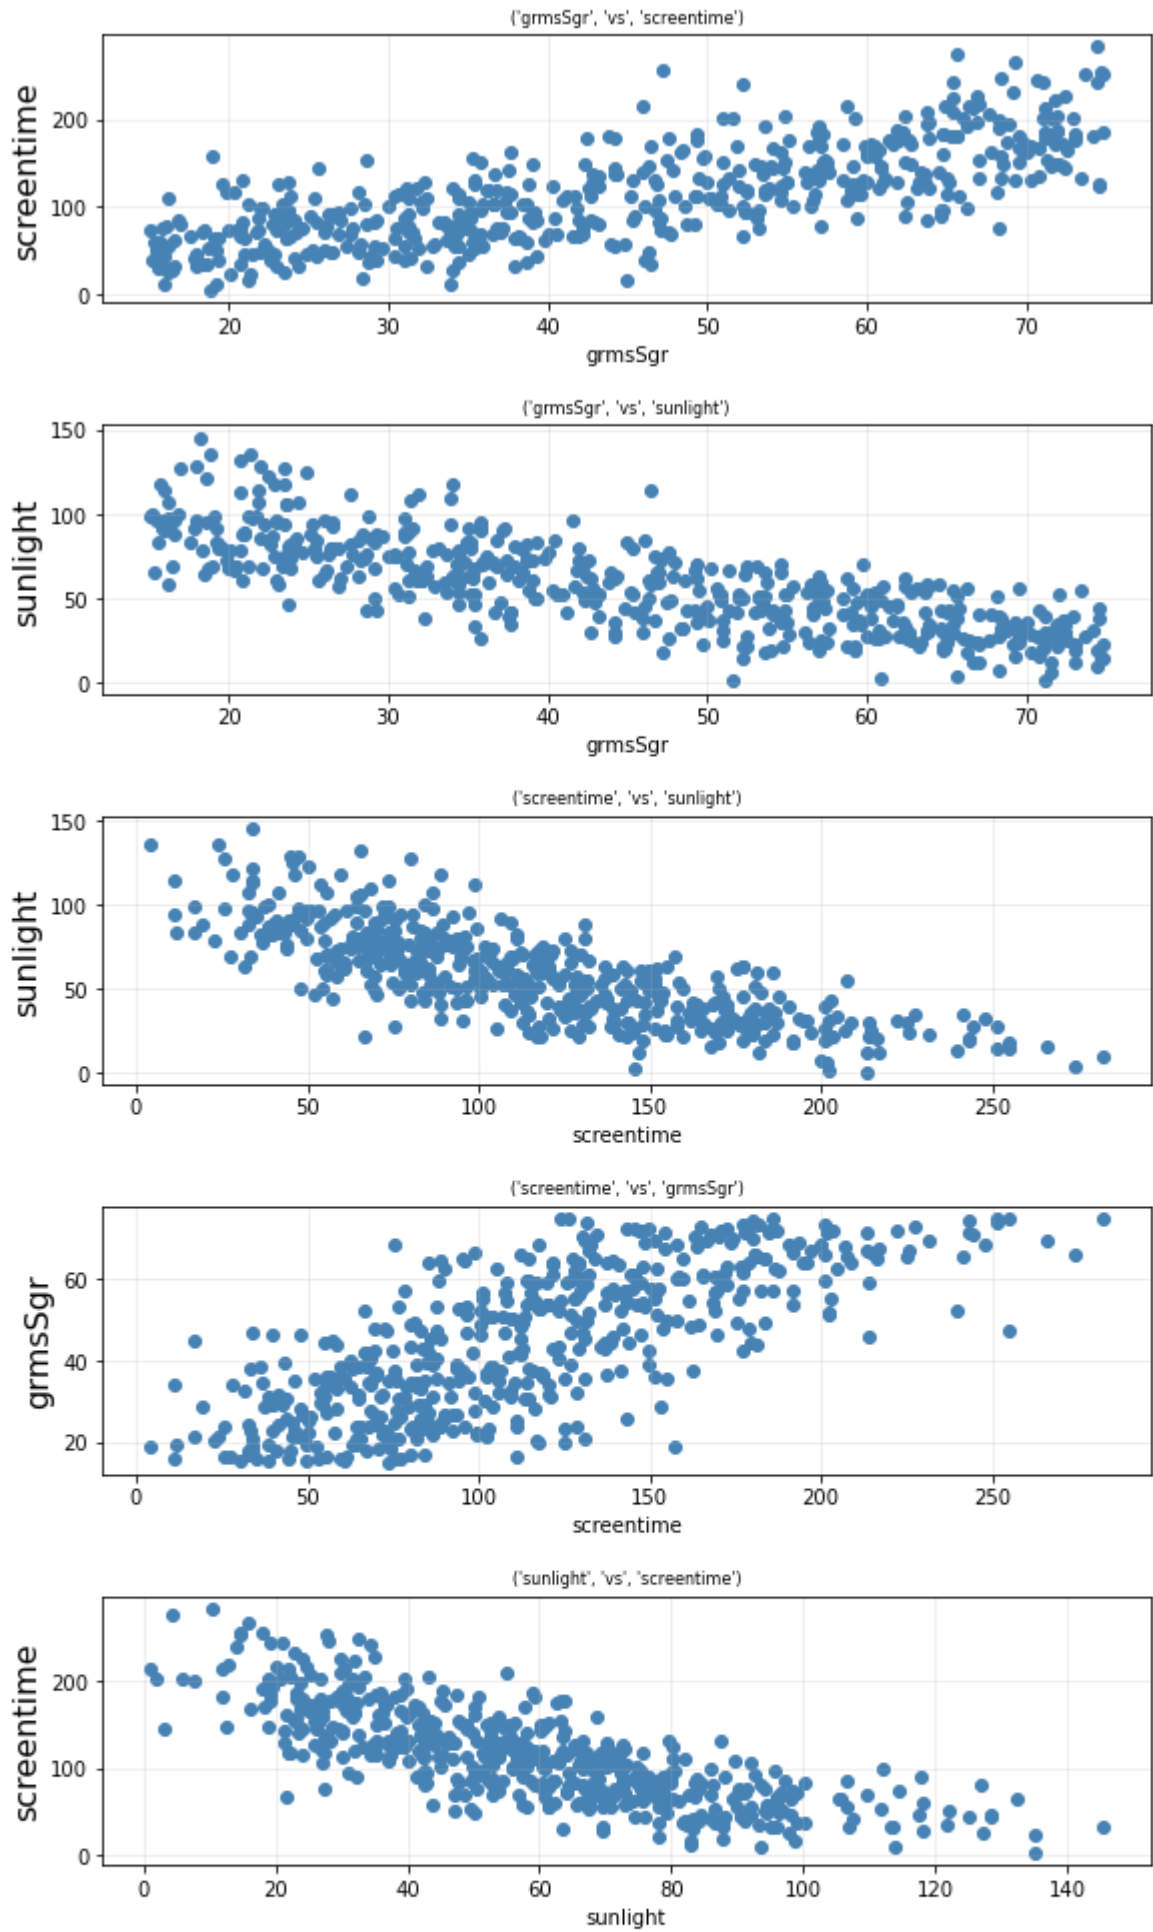 ('grmsSgr', 'vs', 'screentime')
screentime
200
100
0
20 30 40 50 60 70
grmsSgr
('grmsSgr', 'vs', 'sunlight')
sunlight
150
100
50
0
20 30 40 50 60 70
grmsSgr
('screentime', 'vs', 'sunlight')
sunlight
150
100
50
0
0 50 100 150 200 250
screentime
('screentime', 'vs', 'grmsSgr')
grmsSgr
60
40
20
0 50 100 150 200 250
screentime
('sunlight', 'vs', 'screentime')
screentime
200
100
0
0 20 40 60 80 100 120 140
sunlight